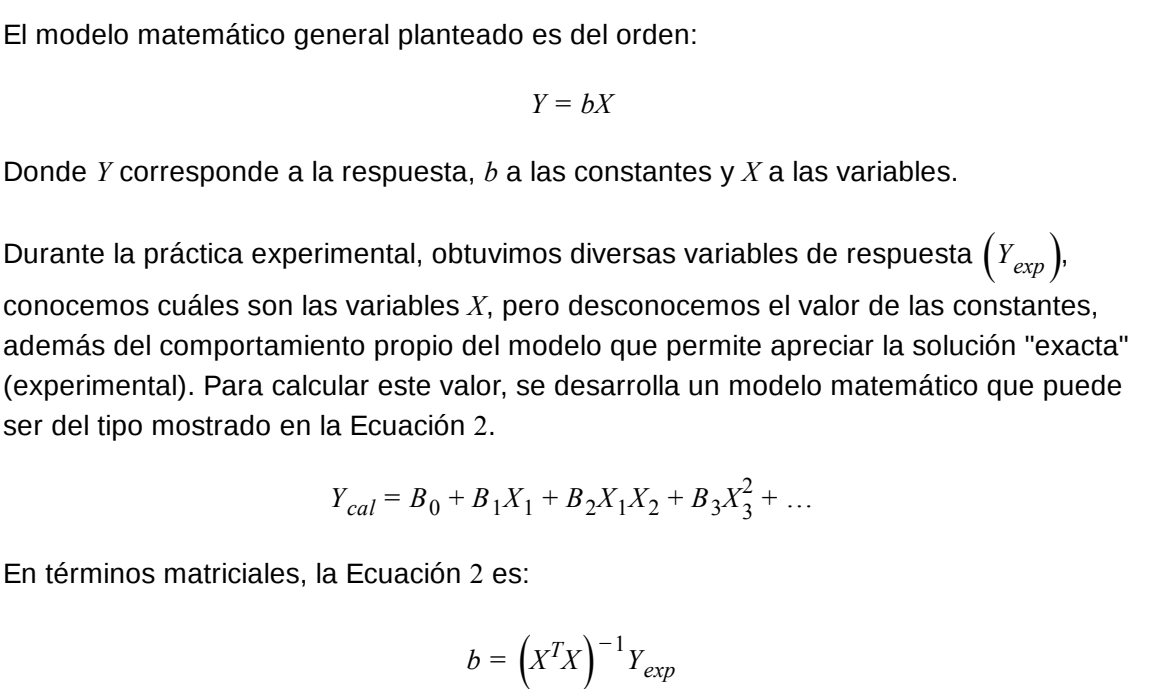 El modelo matemático general planteado es del orden:
Y = bX
Donde Y corresponde a la respuesta, b a las constantes y X a las variables.
Durante la práctica experimental, obtuvimos diversas variables de respuesta (Y_exp),
conocemos cuáles son las variables X, pero desconocemos el valor de las constantes,
además del comportamiento propio del modelo que permite apreciar la solución "exacta"
(experimental). Para calcular este valor, se desarrolla un modelo matemático que puede
ser del tipo mostrado en la Ecuación 2.
Y_cal = B_0 + B_1X_1 + B_2X_1X_2 + B_3X_3^2 + …
En términos matriciales, la Ecuación 2 es:
b = (X^TX)^−1 Y_exp